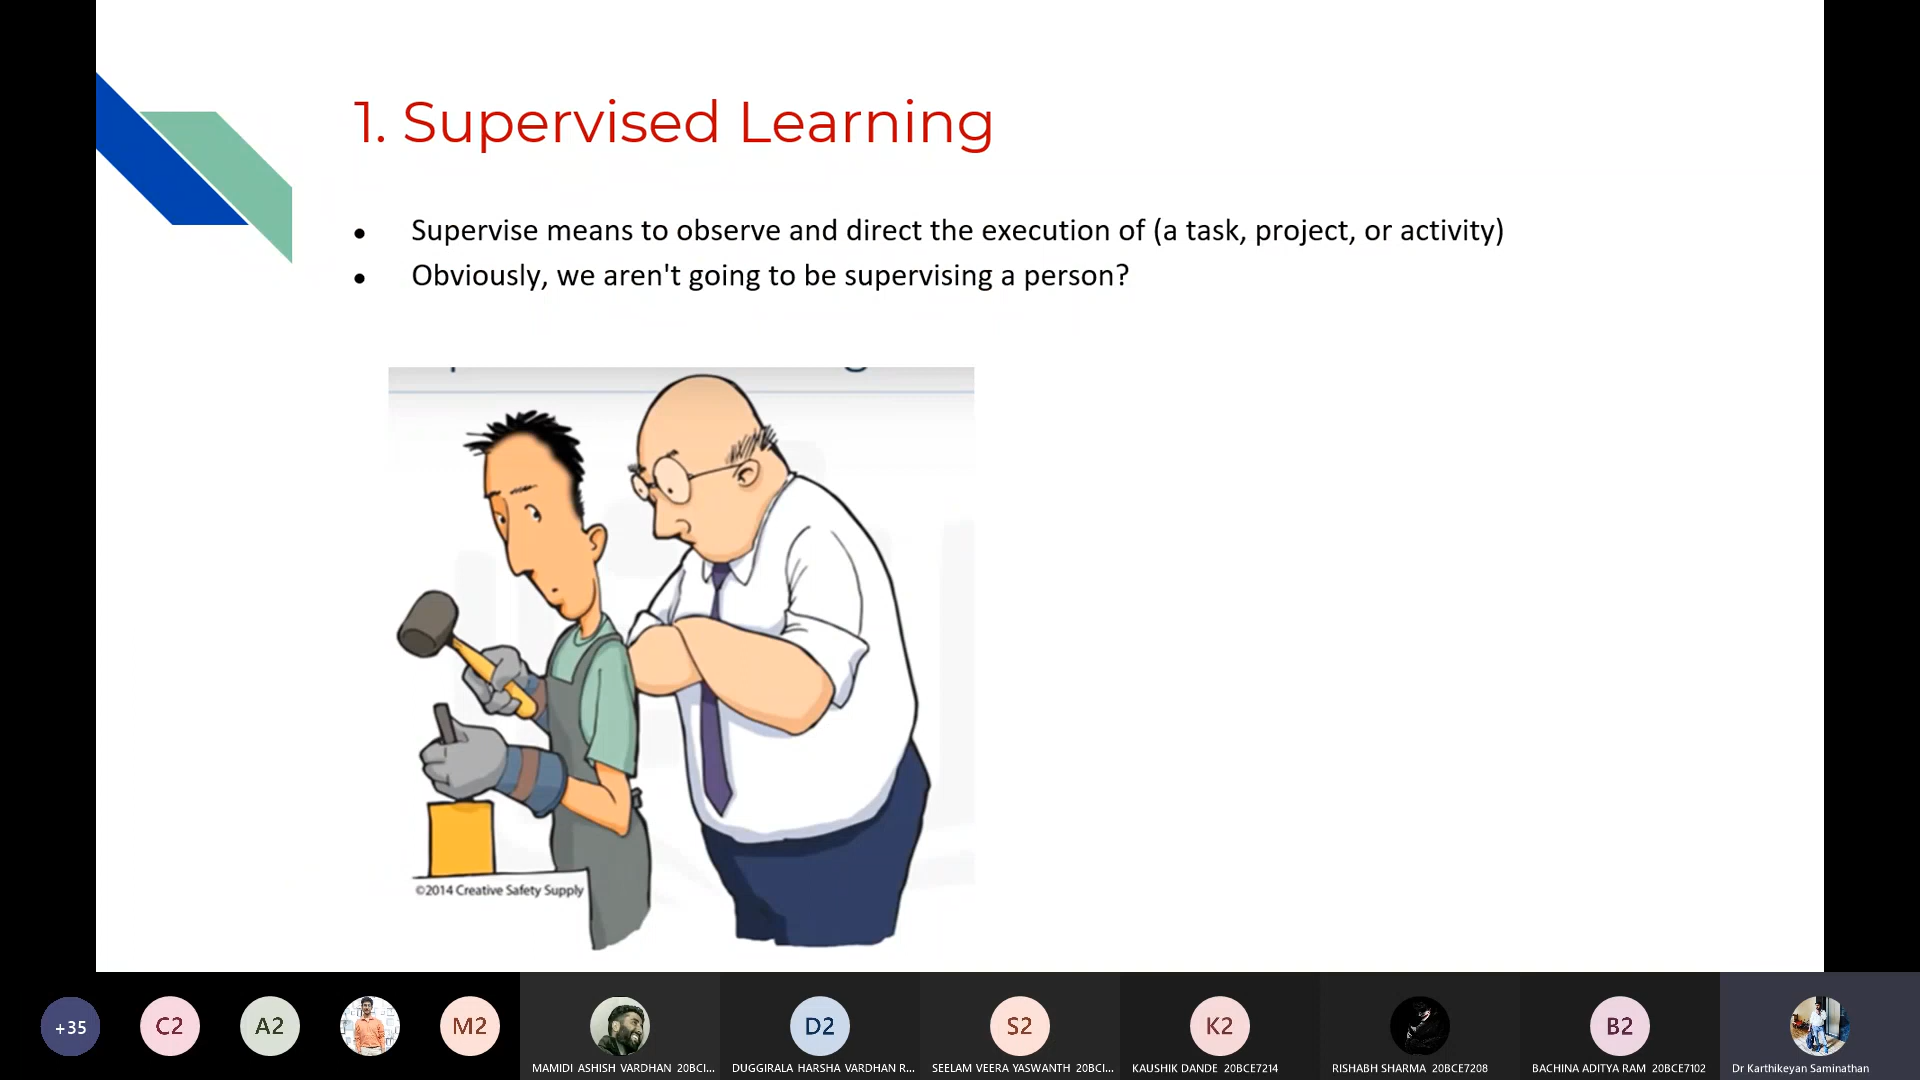 1. Supervised Learning
• Supervise means to observe and direct the execution of (a task, project, or activity)
• Obviously, we aren't going to be supervising a person?
©2014 Creative Safety Supply
+35
C2
A2
M2
D2
S2
K2
B2
MAMIDI ASHISH VARDHAN 20BCI...
DUGGIRALA HARSHA VARDHAN R...
SEELAM VEERA YASWANTH 20BCI...
KAUSHIK DANDE 20BCE7214
RISHABH SHARMA 20BCE7208
BACHINA ADITYA RAM 20BCE7102
Dr Karthikeyan Saminathan